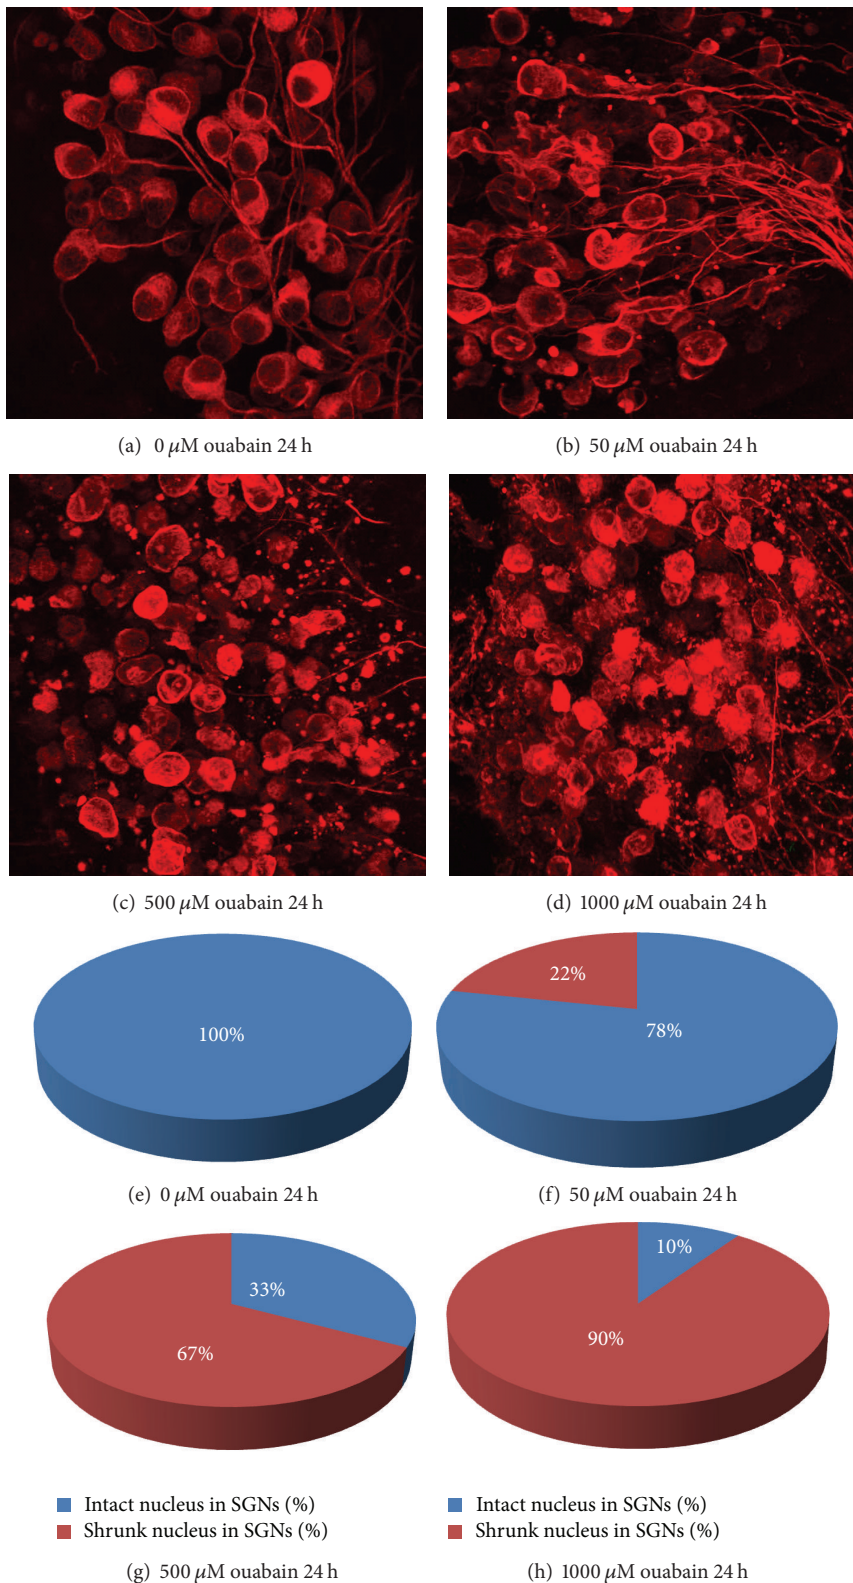 (a) 0 μM ouabain 24 h
(b) 50 μM ouabain 24 h
(c) 500 μM ouabain 24 h
(d) 1000 μM ouabain 24 h
100%
22%
78%
(e) 0 μM ouabain 24 h
(f) 50 μM ouabain 24 h
33%
67%
10%
90%
Intact nucleus in SGNs (%)
Shrunk nucleus in SGNs (%)
Intact nucleus in SGNs (%)
Shrunk nucleus in SGNs (%)
(g) 500 μM ouabain 24 h
(h) 1000 μM ouabain 24 h